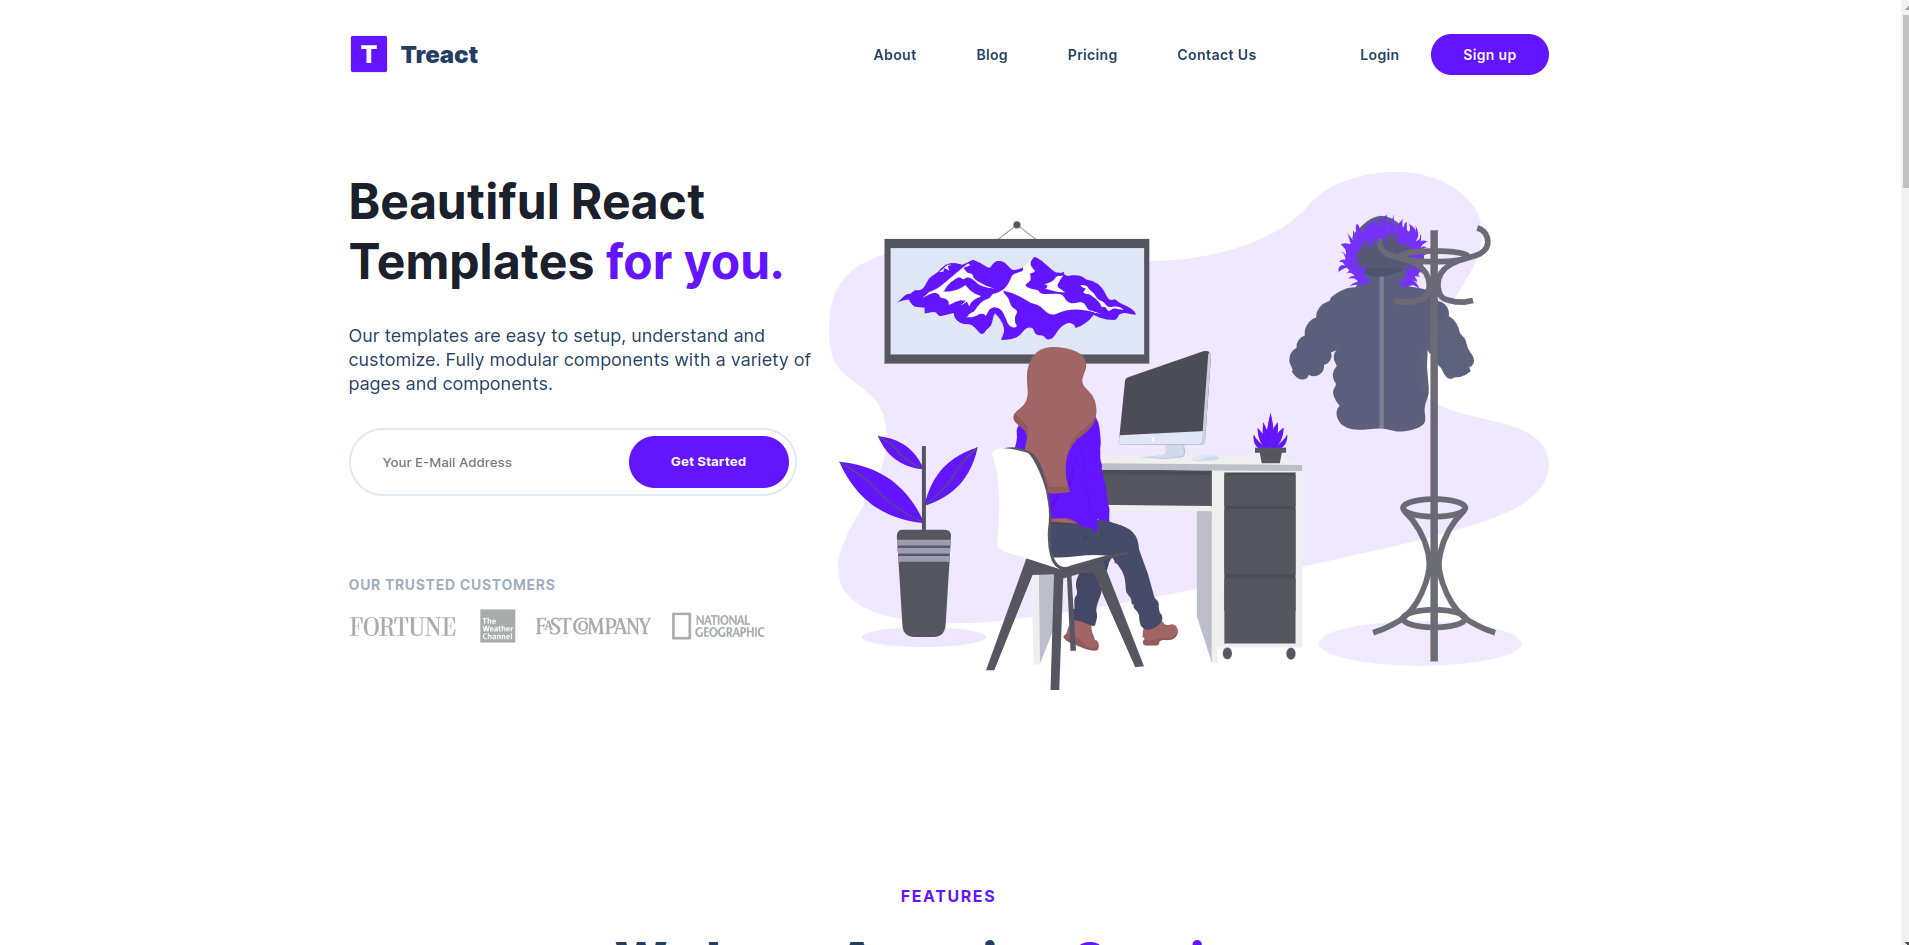 T Treact
About Blog Pricing Contact Us Login Sign up
Beautiful React
Templates for you.
Our templates are easy to setup, understand and
customize. Fully modular components with a variety of
pages and components.
Your E-Mail Address Get Started
OUR TRUSTED CUSTOMERS
FORTUNE
The
Weather
Channel
FAST COMPANY
NATIONAL
GEOGRAPHIC
FEATURES